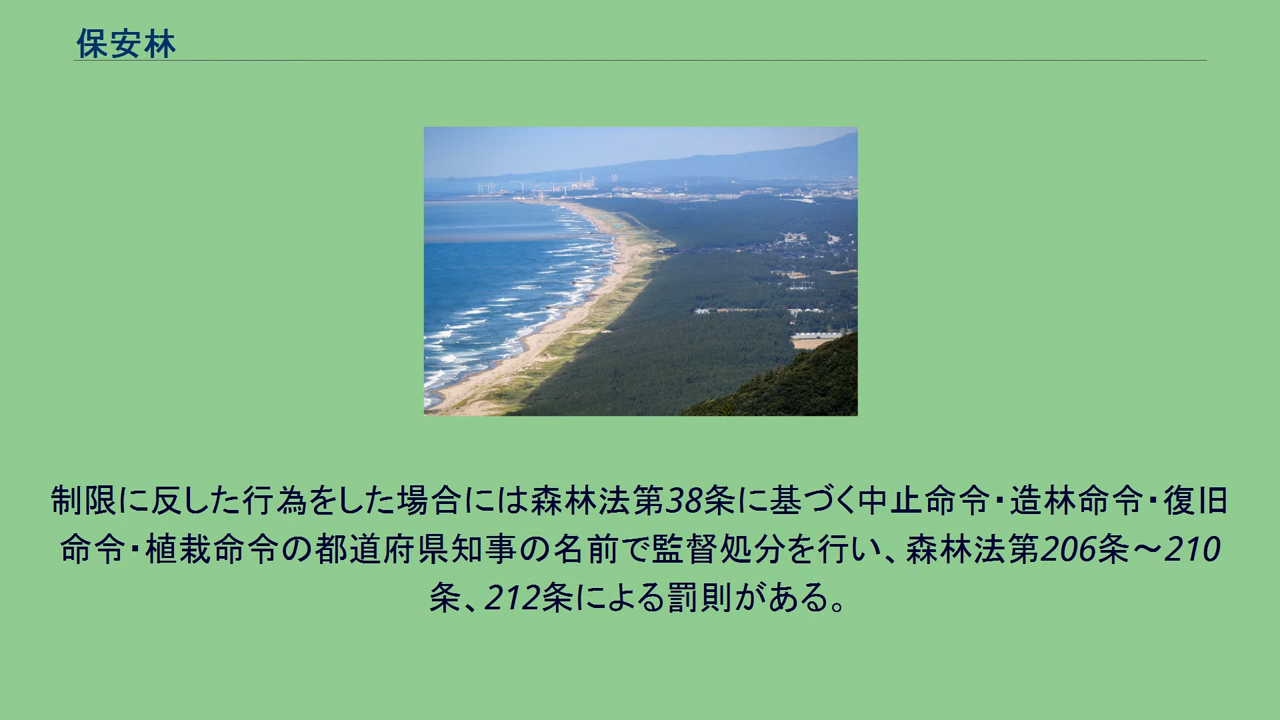 保安林
制限に反した行為をした場合には森林法第38条に基づく中止命令・造林命令・復旧
命令・植栽命令の都道府県知事の名前で監督処分を行い、森林法第206条～210
条、212条による罰則がある。